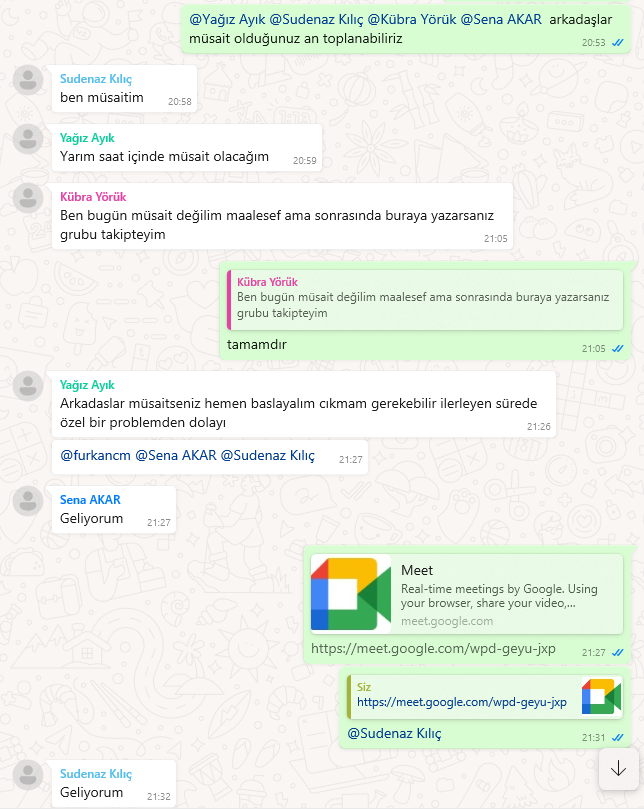 @Yağız Ayık @Sudenaz Kılıç @Kübra Yörük @Sena AKAR arkadaşlar
müsait olduğunuz an toplanabiliriz
20:53
Sudenaz Kılıç
ben müsaitim
20:58
Yağız Ayık
Yarım saat içinde müsait olacağım
20:59
Kübra Yörük
Ben bugün müsait değilim maalesef ama sonrasında buraya yazarsanız
grubu takipteyim
21:05
Kübra Yörük
Ben bugün müsait değilim maalesef ama sonrasında buraya yazarsanız
grubu takipteyim
tamamdır
21:05
Yağız Ayık
Arkadaslar müsaitseniz hemen baslayalım cıkmam gerekebilir ilerleyen sürede
özel bir problemden dolayı
21:26
@furkancm @Sena AKAR @Sudenaz Kılıç
21:27
Sena AKAR
Geliyorum
21:27
Meet
Real-time meetings by Google. Using
your browser, share your video,...
meet.google.com
https://meet.google.com/wpd-geyu-jxp
21:27
Siz
https://meet.google.com/wpd-geyu-jxp
@Sudenaz Kılıç
21:31
Sudenaz Kılıç
Geliyorum
21:32